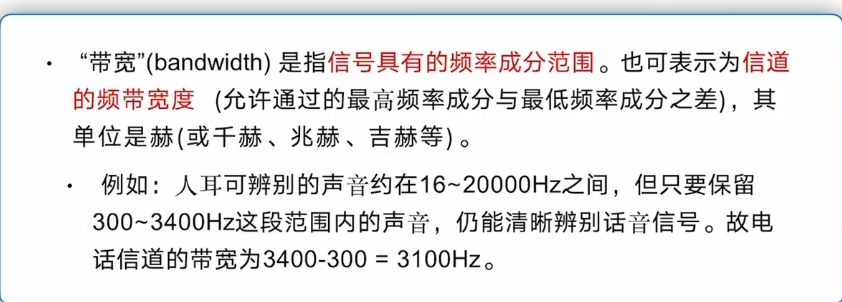 • “带宽”(bandwidth) 是指信号具有的频率成分范围。也可表示为信道
的频带宽度 (允许通过的最高频率成分与最低频率成分之差)，其
单位是赫(或千赫、兆赫、吉赫等)。
• 例如：人耳可辨别的声音约在16~20000Hz之间，但只要保留
300~3400Hz这段范围内的声音，仍能清晰辨别话音信号。故电
话信道的带宽为3400-300 = 3100Hz。